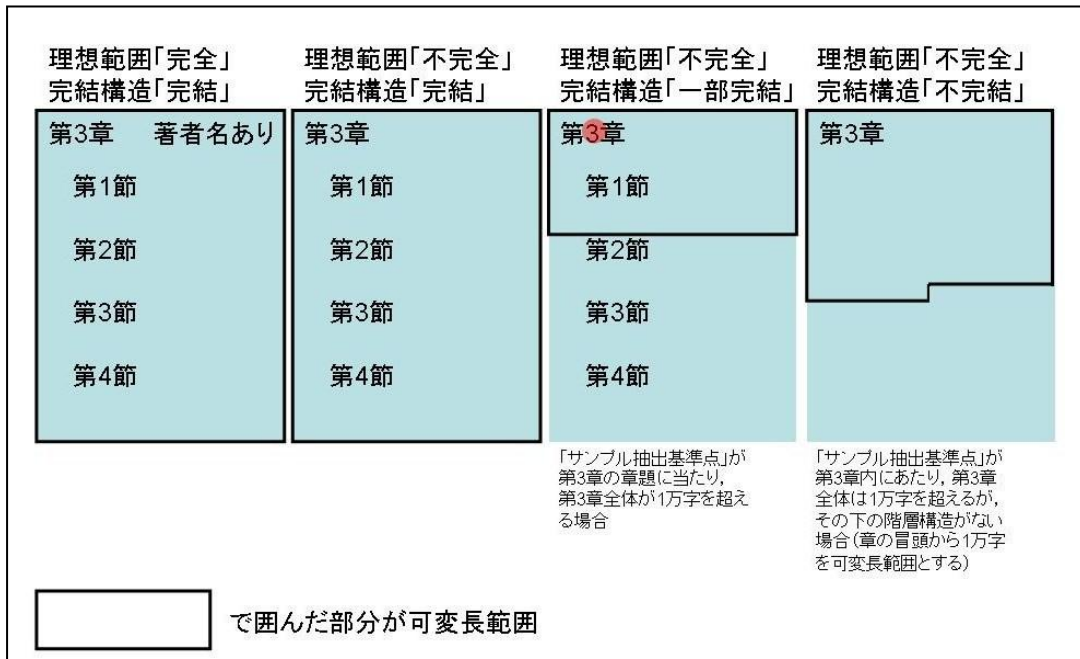 理想範囲「完全」
完結構造「完結」
第3章 著者名あり
第1節
第2節
第3節
第4節
理想範囲「不完全」
完結構造「完結」
第3章
第1節
第2節
第3節
第4節
理想範囲「不完全」
完結構造「一部完結」
第3章
第1節
第2節
第3節
第4節
「サンプル抽出基準点」が
第3章の章題に当たり,
第3章全体が1万字を超え
る場合
理想範囲「不完全」
完結構造「不完結」
第3章
「サンプル抽出基準点」が
第3章内にあたり, 第3章
全体は1万字を超えるが,
その下の階層構造がない
場合(章の冒頭から1万字
を可変長範囲とする)
で囲んだ部分が可変長範囲